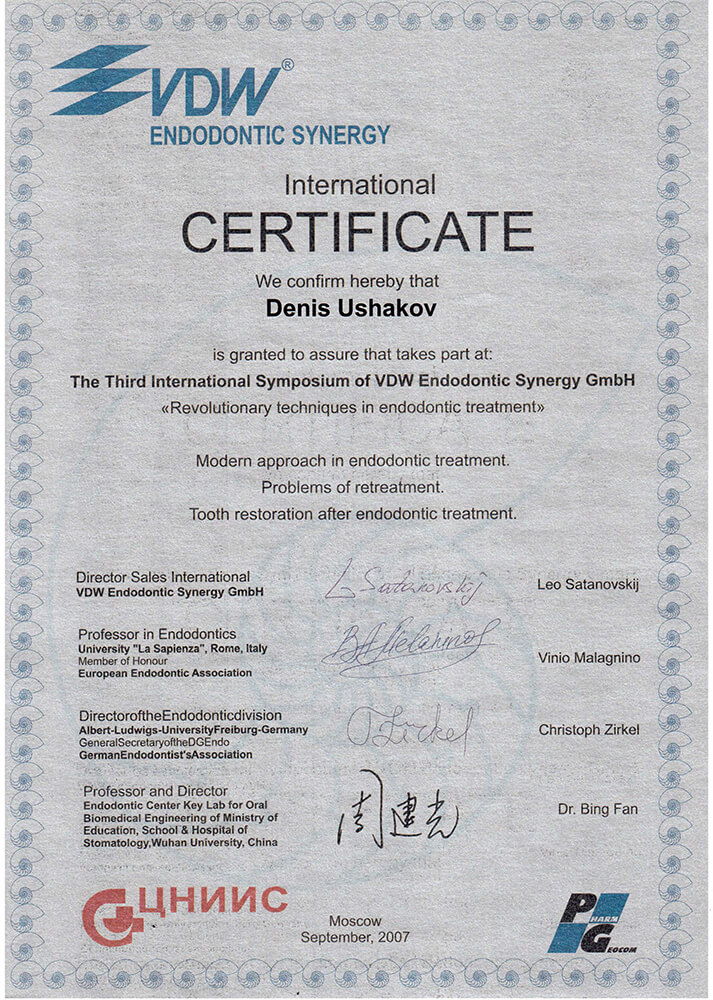 VDW®
ENDODONTIC SYNERGY
International
CERTIFICATE
We confirm hereby that
Denis Ushakov
is granted to assure that takes part at:
The Third International Symposium of VDW Endodontic Synergy GmbH
«Revolutionary techniques in endodontic treatment»
Modern approach in endodontic treatment.
Problems of retreatment.
Tooth restoration after endodontic treatment.
Director Sales International
VDW Endodontic Synergy GmbH
L Satanovskij
Leo Satanovskij
Professor in Endodontics
University "La Sapienza", Rome, Italy
Member of Honour
European Endodontic Association
Vinio Malagnino
DirectoroftheEndodonticdivision
Albert-Ludwigs-UniversityFreiburg-Germany
GeneralSecretaryoftheDGEndo
GermanEndodontist'sAssociation
Zirkel
Christoph Zirkel
Professor and Director
Endodontic Center Key Lab for Oral
Biomedical Engineering of Ministry of
Education, School & Hospital of
Stomatology,Wuhan University, China
Dr. Bing Fan
ЦНИИС
Moscow
September, 2007
PHARM
GEOCOM